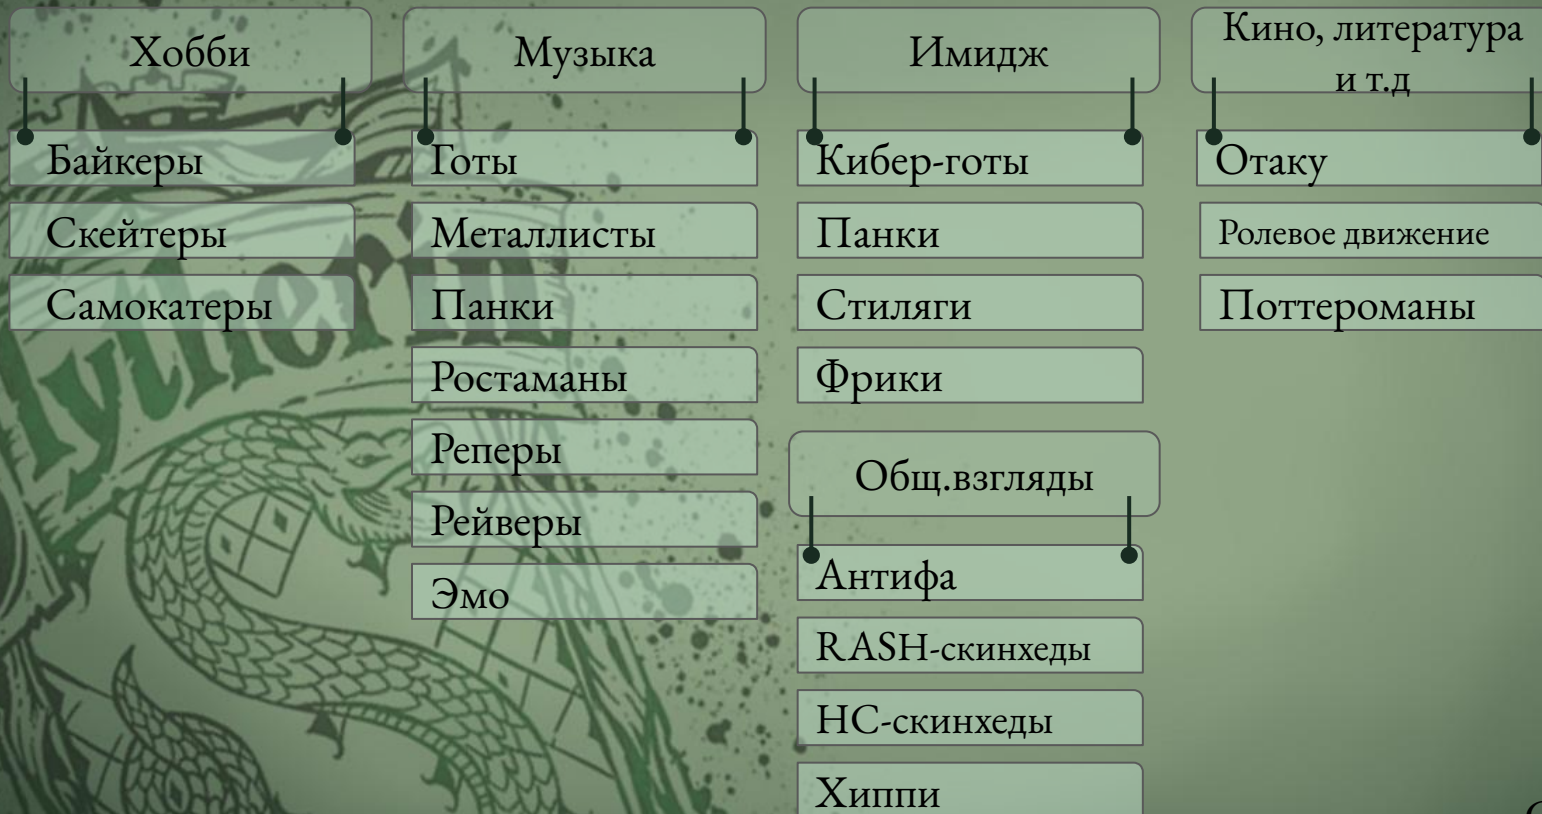 Хобби
Байкеры
Скейтеры
Самокатеры
Музыка
Готы
Металлисты
Панки
Ростаманы
Реперы
Рейверы
Эмо
Имидж
Кибер-готы
Панки
Стиляги
Фрики
Общ.взгляды
Антифа
RASH-скинхеды
НС-скинхеды
Хиппи
Кино, литература
и т.д
Отаку
Ролевое движение
Поттероманы